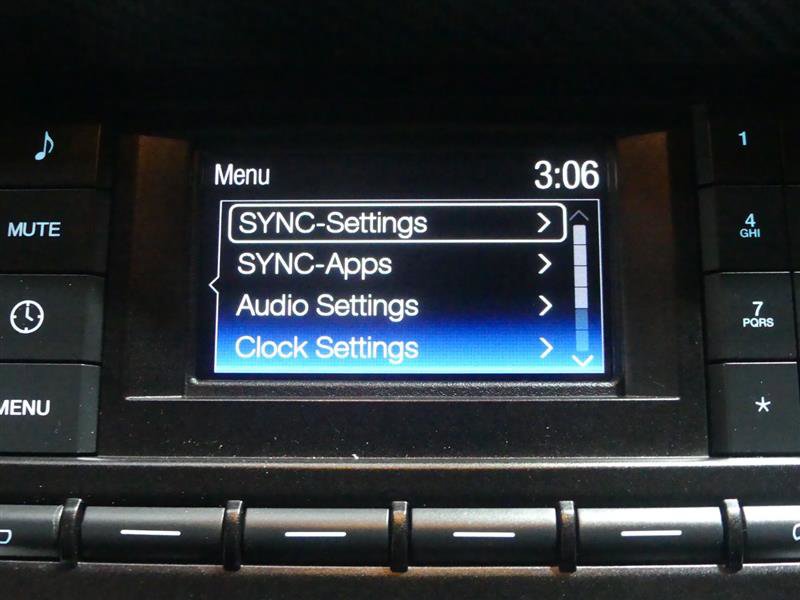 Menu 3:06
SYNC-Settings
SYNC-Apps
Audio Settings
Clock Settings
MUTE
MENU
1
4
GHI
7
PQRS
*